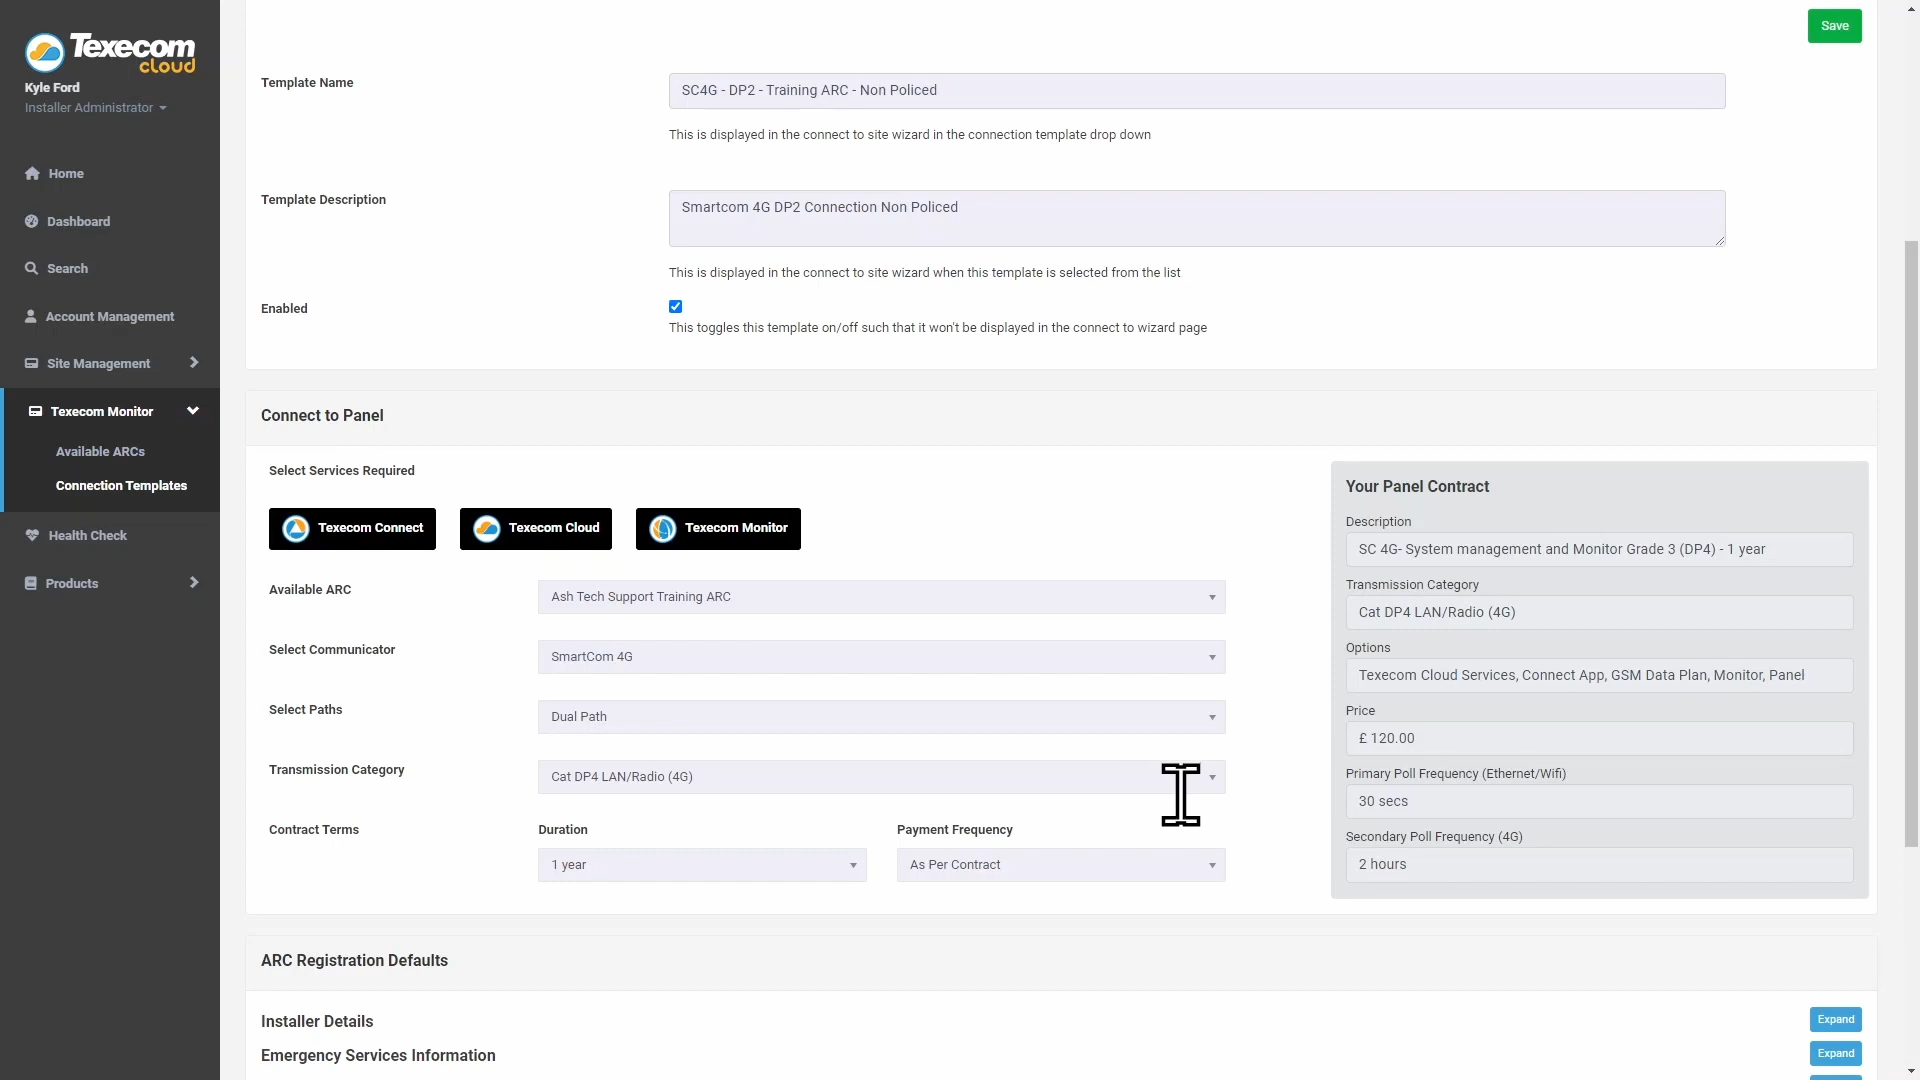 Texecom
cloud
Kyle Ford
Installer Administrator
Home
Dashboard
Search
Account Management
Site Management
Texecom Monitor
Available ARCs
Connection Templates
Health Check
Products
Save
Template Name
SC4G - DP2 - Training ARC - Non Policed
This is displayed in the connect to site wizard in the connection template drop down
Template Description
Smartcom 4G DP2 Connection Non Policed
This is displayed in the connect to site wizard when this template is selected from the list
Enabled
This toggles this template on/off such that it won't be displayed in the connect to wizard page
Connect to Panel
Select Services Required
Texecom Connect
Texecom Cloud
Texecom Monitor
Available ARC
Ash Tech Support Training ARC
Select Communicator
SmartCom 4G
Select Paths
Dual Path
Transmission Category
Cat DP4 LAN/Radio (4G)
Contract Terms
Duration
Payment Frequency
1 year
As Per Contract
Your Panel Contract
Description
SC 4G- System management and Monitor Grade 3 (DP4) - 1 year
Transmission Category
Cat DP4 LAN/Radio (4G)
Options
Texecom Cloud Services, Connect App, GSM Data Plan, Monitor, Panel
Price
£ 120.00
Primary Poll Frequency (Ethernet/Wifi)
30 secs
Secondary Poll Frequency (4G)
2 hours
ARC Registration Defaults
Installer Details
Expand
Emergency Services Information
Expand